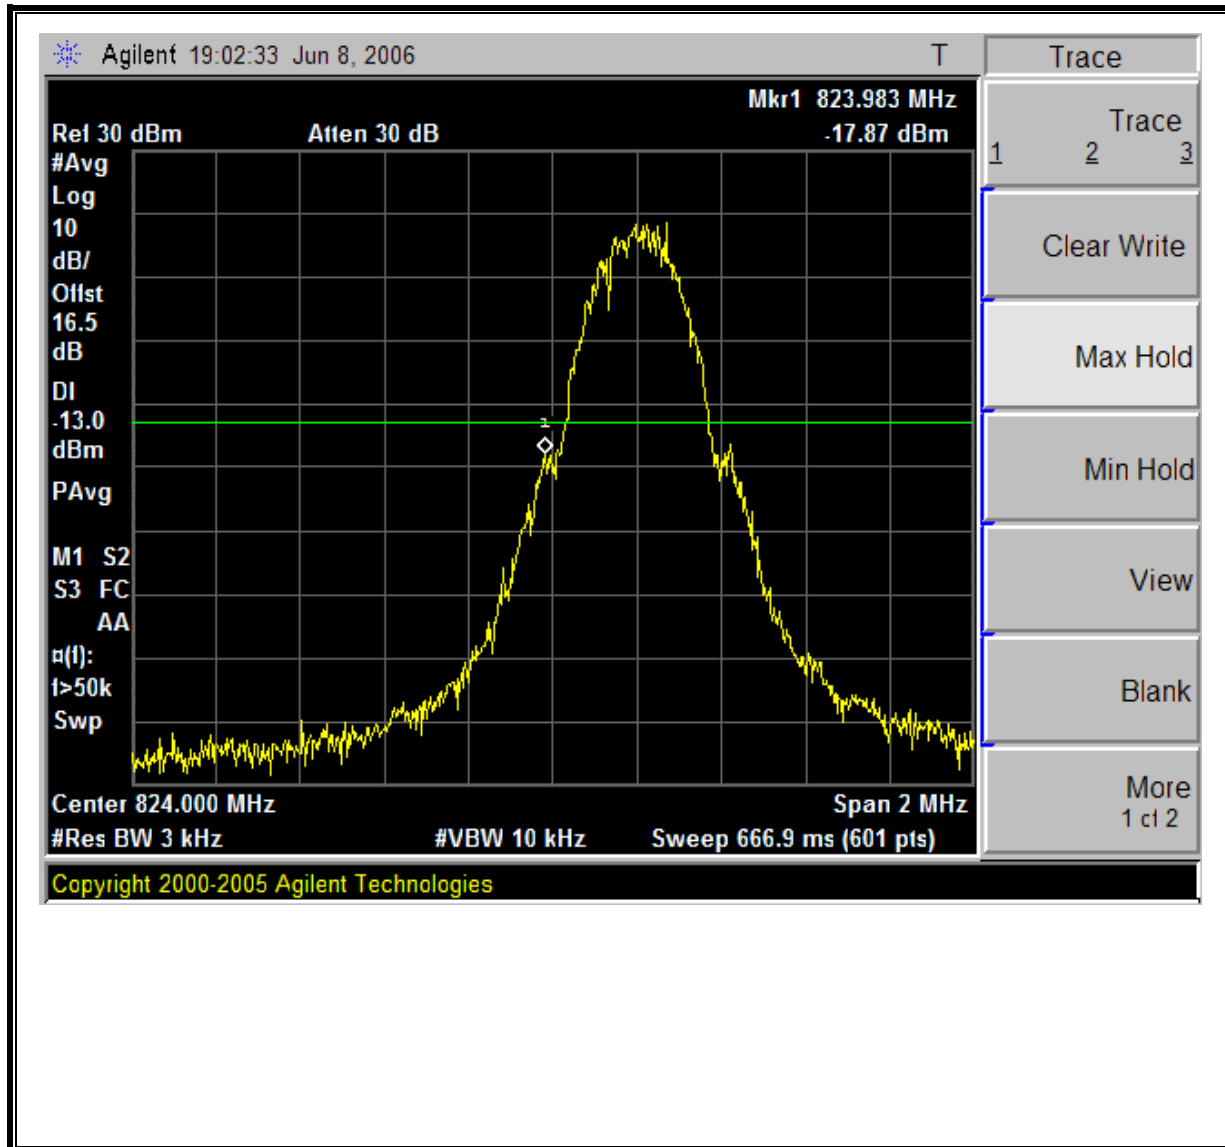 Agilent 19:02:33 Jun 8, 2006 T
Mkr1 823.983 MHz
Ref 30 dBm Atten 30 dB -17.87 dBm
#Avg
Log
10
dB/
Offst
16.5
dB
DI
-13.0
dBm
PAvg
M1 S2
S3 FC
AA
¤(f):
f>50k
Swp
1
Center 824.000 MHz Span 2 MHz
#Res BW 3 kHz #VBW 10 kHz Sweep 666.9 ms (601 pts)
Copyright 2000-2005 Agilent Technologies
Trace
Trace
1 2 3
Clear Write
Max Hold
Min Hold
View
Blank
More
1 of 2